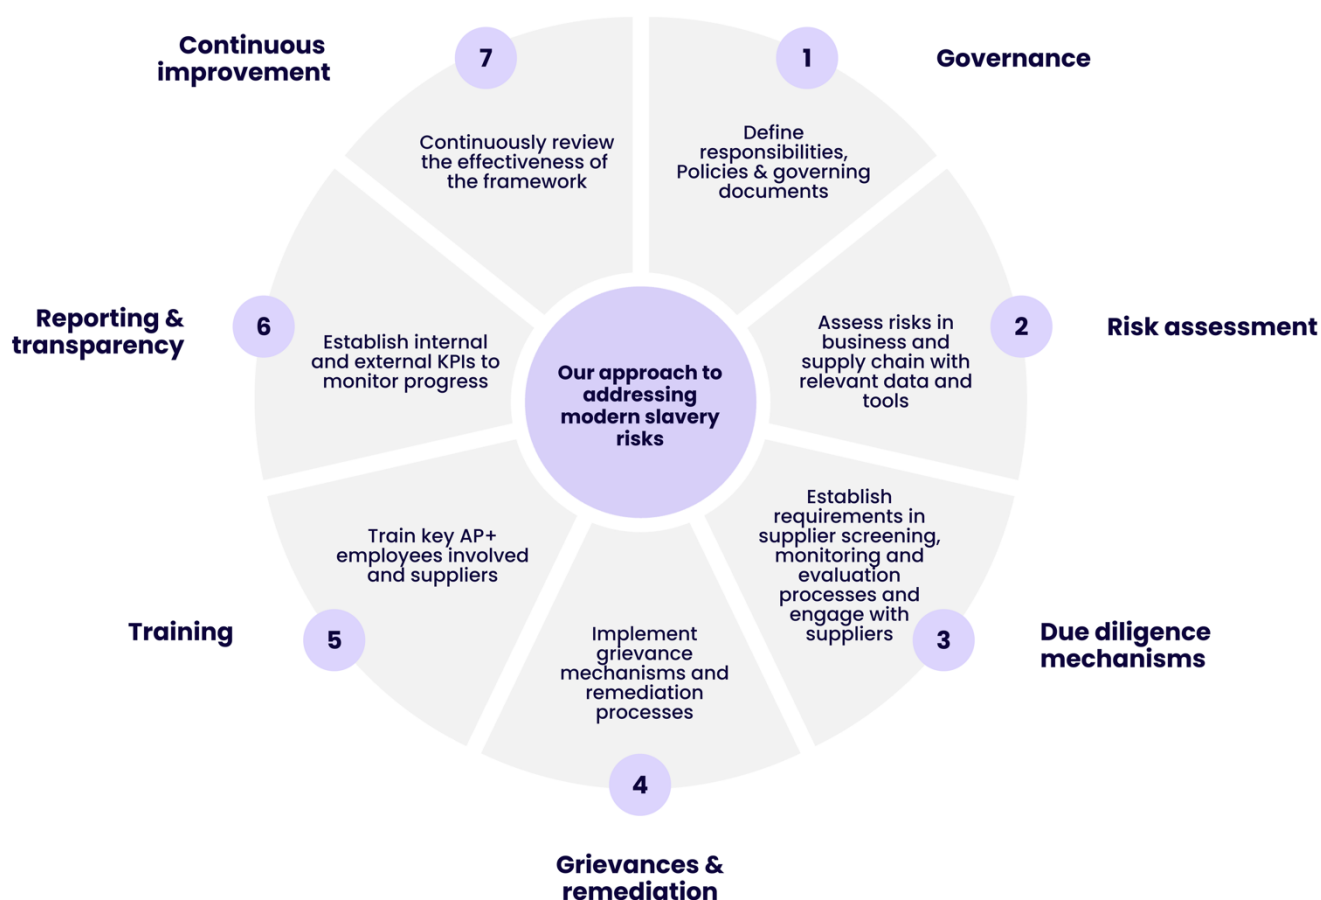 Our approach to
addressing
modern slavery
risks
1
Governance
Define
responsibilities,
Policies & governing
documents
2
Risk assessment
Assess risks in
business and
supply chain with
relevant data and
tools
3
Due diligence
mechanisms
Establish
requirements in
supplier screening,
monitoring and
evaluation
processes and
engage with
suppliers
4
Grievances &
remediation
Implement
grievance
mechanisms and
remediation
processes
5
Training
Train key AP+
employees involved
and suppliers
6
Reporting &
transparency
Establish internal
and external KPIs to
monitor progress
7
Continuous
improvement
Continuously review
the effectiveness of
the framework